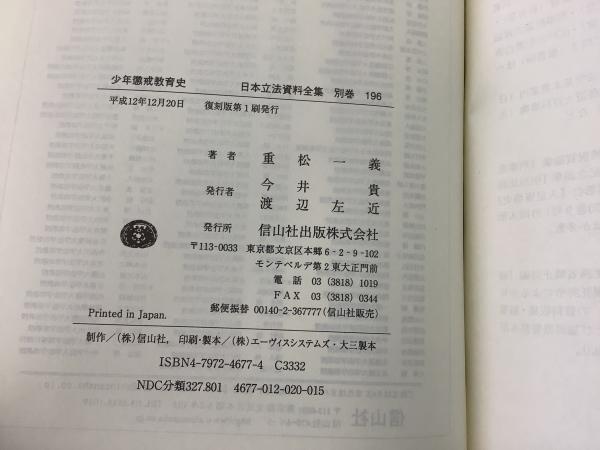 少年懲戒教育史 日本立法資料全集 別巻 196
平成12年12月20日 復刻版第1刷発行
著者 重松一義
発行者 今井貴
渡辺左近
発行所 信山社出版株式会社
〒113-0033 東京都文京区本郷6-2-9-102
モンテベルデ第2東大正門前
電話 03 (3818) 1019
FAX 03 (3818) 0344
郵便振替 00140-2-367777(信山社販売)
Printed in Japan.
制作/(株)信山社, 印刷・製本/(株)エーヴィスシステムズ・大三製本
ISBN4-7972-4677-4 C3332
NDC分類327.801 4677-012-020-015